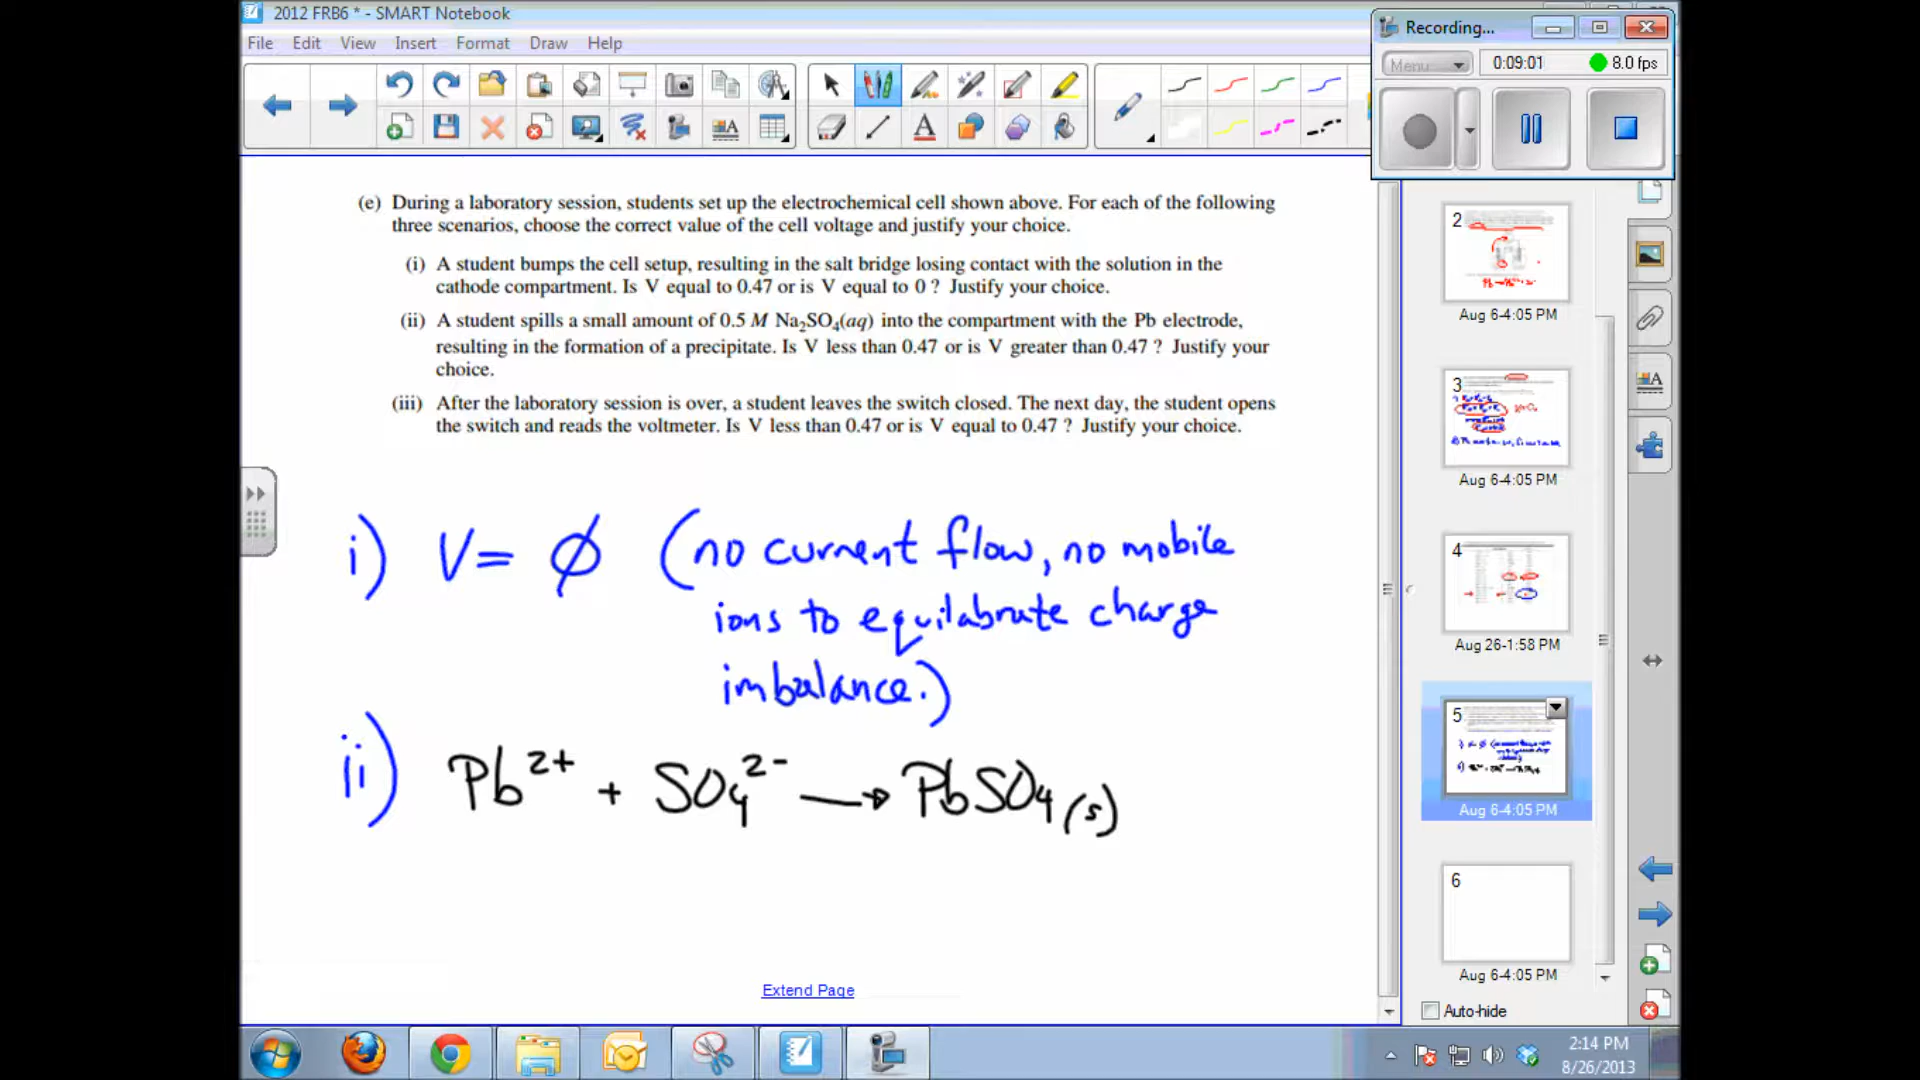 2012 FRB6 * - SMART Notebook
File Edit View Insert Format Draw Help
Recording...
Menu 0:09:01 8.0 fps
(e) During a laboratory session, students set up the electrochemical cell shown above. For each of the following
three scenarios, choose the correct value of the cell voltage and justify your choice.
(i) A student bumps the cell setup, resulting in the salt bridge losing contact with the solution in the
cathode compartment. Is V equal to 0.47 or is V equal to 0 ? Justify your choice.
(ii) A student spills a small amount of 0.5 M Na₂SO₄(aq) into the compartment with the Pb electrode,
resulting in the formation of a precipitate. Is V less than 0.47 or is V greater than 0.47 ? Justify your
choice.
(iii) After the laboratory session is over, a student leaves the switch closed. The next day, the student opens
the switch and reads the voltmeter. Is V less than 0.47 or is V equal to 0.47 ? Justify your choice.
i) V = Ø (no current flow, no mobile
ions to equilabrate charge
imbalance.)
ii) Pb²⁺ + SO₄²⁻ → PbSO₄(s)
Extend Page
2
Aug 6-4:05 PM
3
Aug 6-4:05 PM
4
Aug 26-1:58 PM
5
Aug 6-4:05 PM
6
Aug 6-4:05 PM
Auto-hide
2:14 PM
8/26/2013